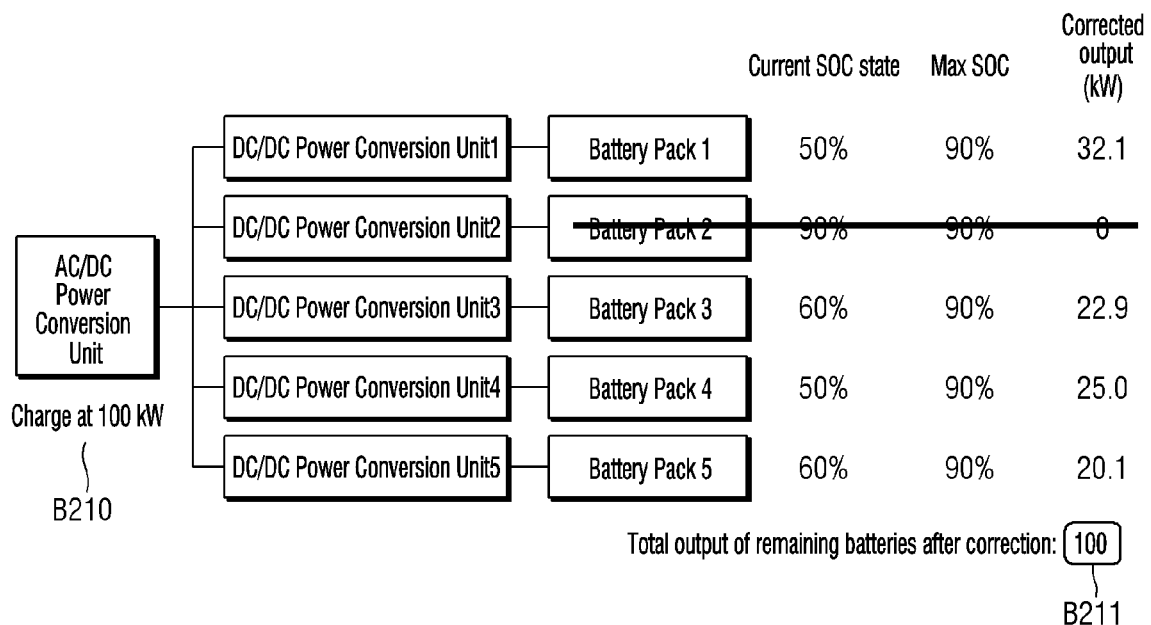 Corrected
output
(kW)
Current SOC state Max SOC
DC/DC Power Conversion Unit1 Battery Pack 1 50% 90% 32.1
DC/DC Power Conversion Unit2 Battery Pack 2 90% 90% 0
AC/DC
Power
Conversion
Unit
DC/DC Power Conversion Unit3 Battery Pack 3 60% 90% 22.9
DC/DC Power Conversion Unit4 Battery Pack 4 50% 90% 25.0
Charge at 100 kW
DC/DC Power Conversion Unit5 Battery Pack 5 60% 90% 20.1
B210
Total output of remaining batteries after correction: 100
B211